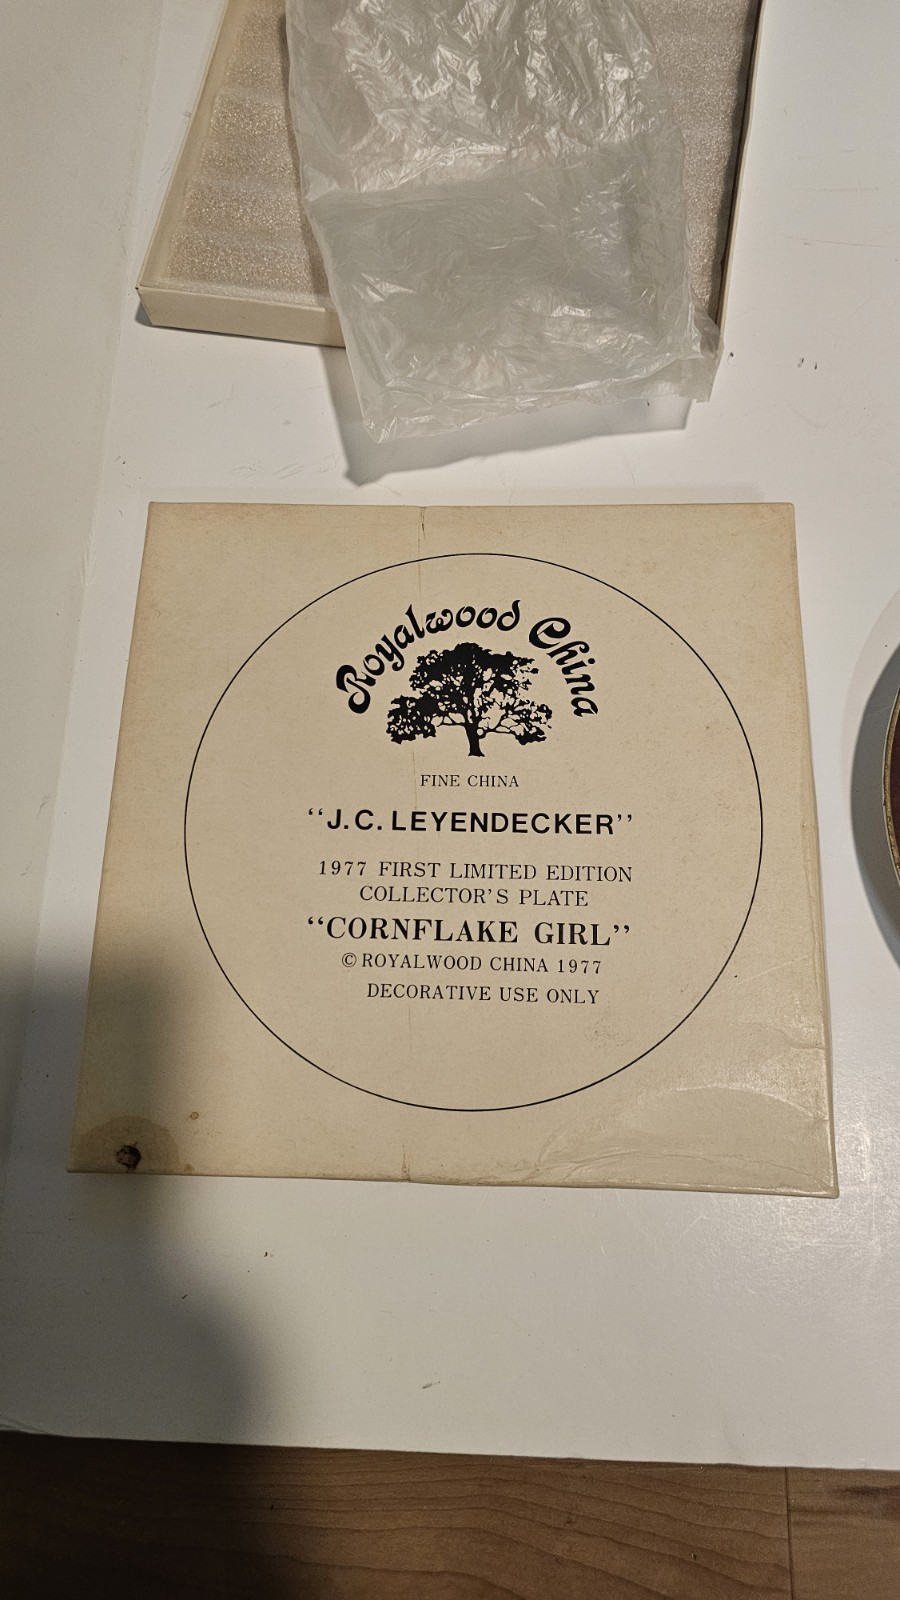 Royalwood China
FINE CHINA
“J.C. LEYENDECKER”
1977 FIRST LIMITED EDITION
COLLECTOR'S PLATE
“CORNFLAKE GIRL”
© ROYALWOOD CHINA 1977
DECORATIVE USE ONLY